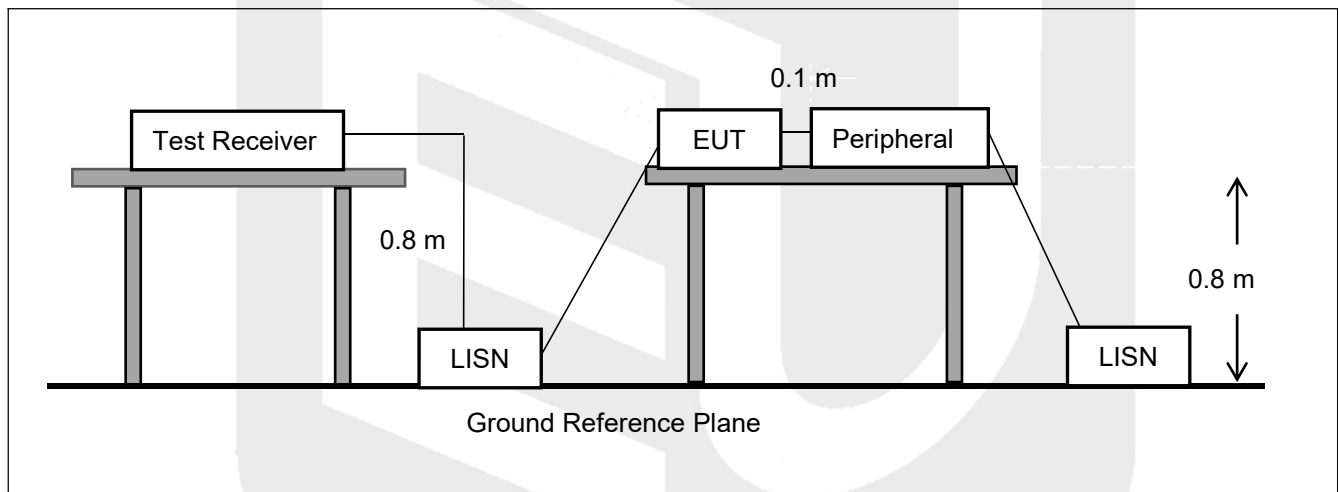 0.1 m
Test Receiver
EUT
Peripheral
0.8 m
0.8 m
LISN
LISN
Ground Reference Plane